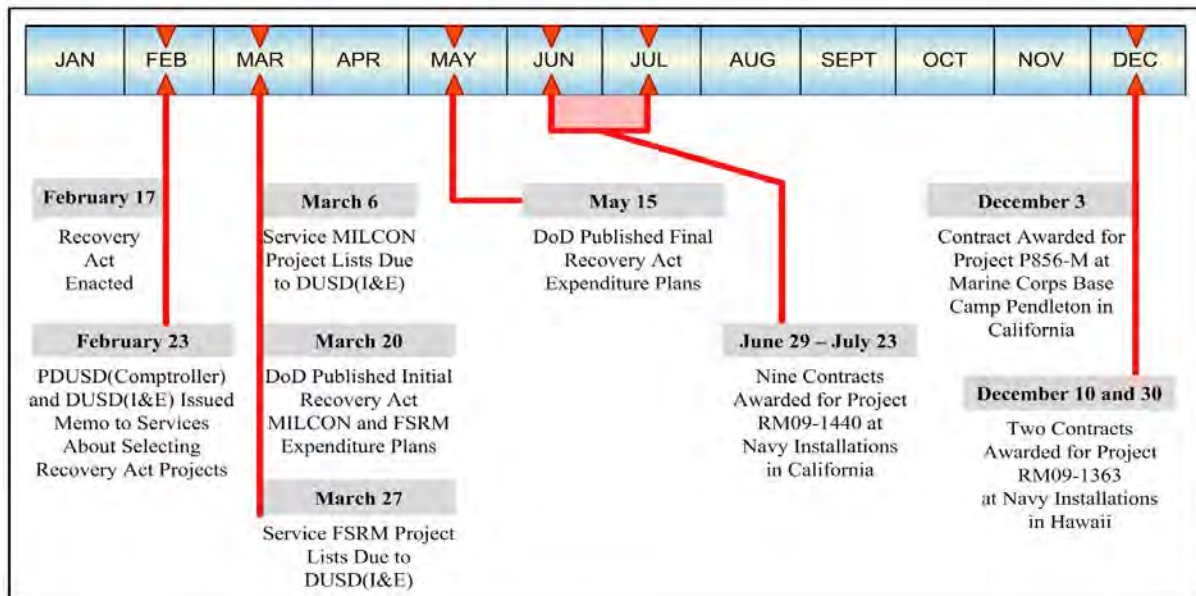 JAN FEB MAR APR MAY JUN JUL AUG SEPT OCT NOV DEC
February 17
Recovery
Act
Enacted
February 23
PDUSD(Comptroller)
and DUSD(I&E) Issued
Memo to Services
About Selecting
Recovery Act Projects
March 6
Service MILCON
Project Lists Due
to DUSD(I&E)
March 20
DoD Published Initial
Recovery Act
MILCON and FSRM
Expenditure Plans
March 27
Service FSRM Project
Lists Due to
DUSD(I&E)
May 15
DoD Published Final
Recovery Act
Expenditure Plans
June 29 – July 23
Nine Contracts
Awarded for Project
RM09-1440 at
Navy Installations
in California
December 3
Contract Awarded for
Project P856-M at
Marine Corps Base
Camp Pendleton in
California
December 10 and 30
Two Contracts
Awarded for Project
RM09-1363
at Navy Installations
in Hawaii